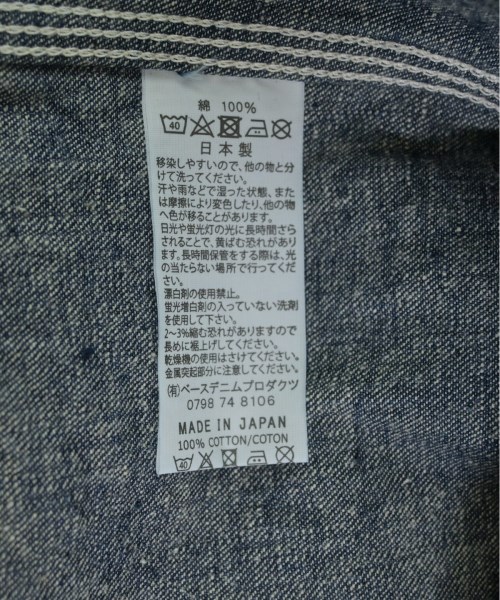 綿 100%
40
日本製
移染しやすいので、他の物と分
けて洗ってください。
汗や雨などで湿った状態、また
は摩擦により変色したり、他の物
へ色が移ることがあります。
日光や蛍光灯の光に長時間さら
されることで、黄ばむ恐れがありま
す。長時間保管をする際は、光
の当たらない場所で行ってくだ
さい。
漂白剤の使用禁止。
蛍光増白剤の入っていない洗剤
を使用して下さい。
2~3%縮む恐れがありますので
長めに裾上げしてください。
乾燥機の使用はさけてください。
金属突起部分に注意してください。
(有)ベースデニムプロダクツ
0798 74 8106
MADE IN JAPAN
100% COTTON/COTON
40